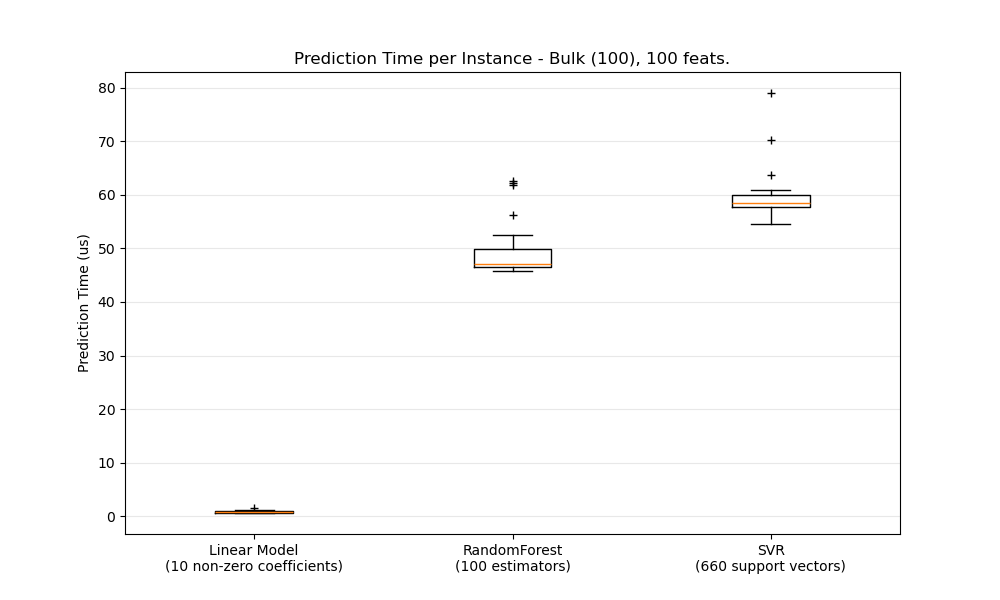 Prediction Time per Instance - Bulk (100), 100 feats.
80
70
60
50
40
30
20
10
0
Prediction Time (us)
Linear Model
(10 non-zero coefficients)
RandomForest
(100 estimators)
SVR
(660 support vectors)